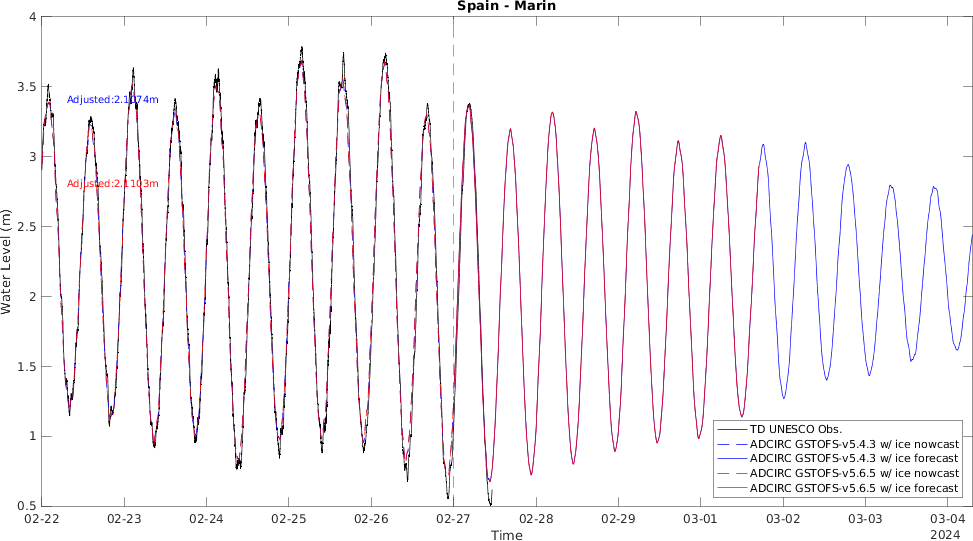 Spain - Marin
4
3.5
3
2.5
2
1.5
1
0.5
Water Level (m)
Adjusted:2.1074m
Adjusted:2.1103m
TD UNESCO Obs.
ADCIRC GSTOFS-v5.4.3 w/ ice nowcast
ADCIRC GSTOFS-v5.4.3 w/ ice forecast
ADCIRC GSTOFS-v5.6.5 w/ ice nowcast
ADCIRC GSTOFS-v5.6.5 w/ ice forecast
02-22 02-23 02-24 02-25 02-26 02-27 02-28 02-29 03-01 03-02 03-03 03-04
Time
2024